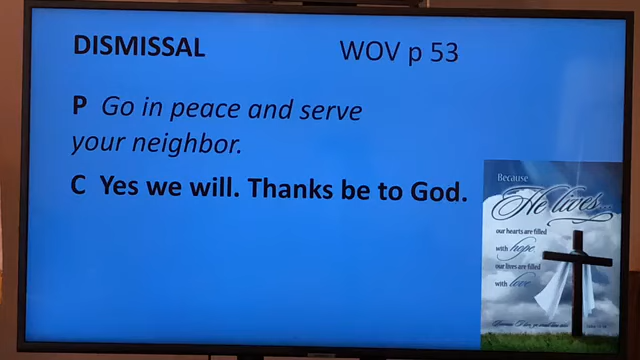 DISMISSAL WOV p 53
P Go in peace and serve
your neighbor.
C Yes we will. Thanks be to God.
Because
He lives...
our hearts are filled
with hope
our lives are filled
with love